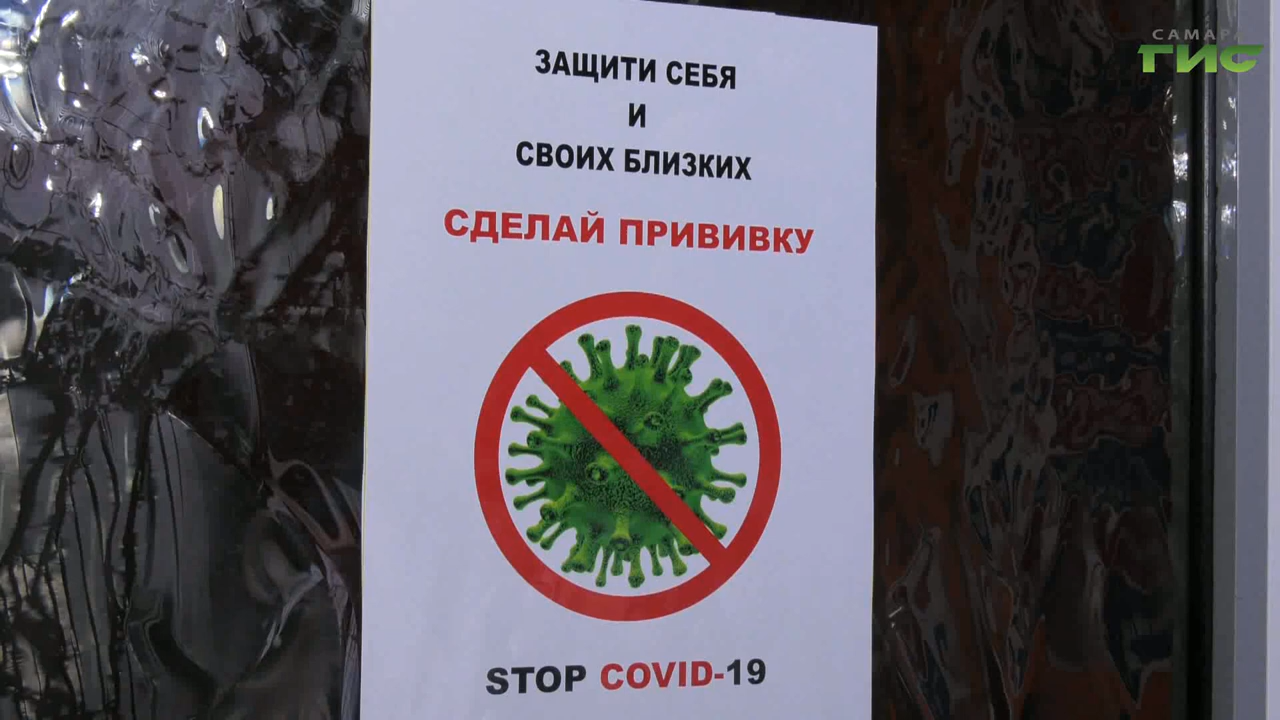 САМАРА
ГИС
ЗАЩИТИ СЕБЯ
И
СВОИХ БЛИЗКИХ
СДЕЛАЙ ПРИВИВКУ
STOP COVID-19